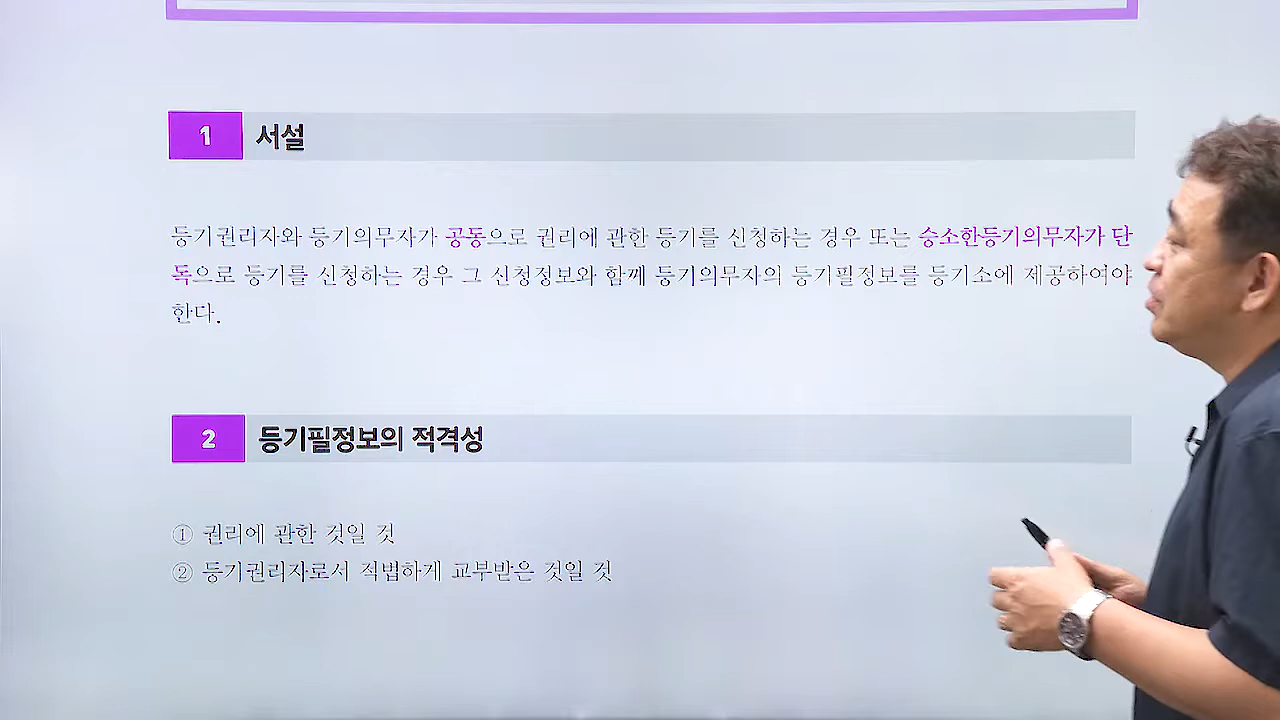 1 서설
등기권리자와 등기의무자가 공동으로 권리에 관한 등기를 신청하는 경우 또는 승소한등기의무자가 단
독으로 등기를 신청하는 경우 그 신청정보와 함께 등기의무자의 등기필정보를 등기소에 제공하여야
한다.
2 등기필정보의 적격성
① 권리에 관한 것일 것
② 등기권리자로서 적법하게 교부받은 것일 것